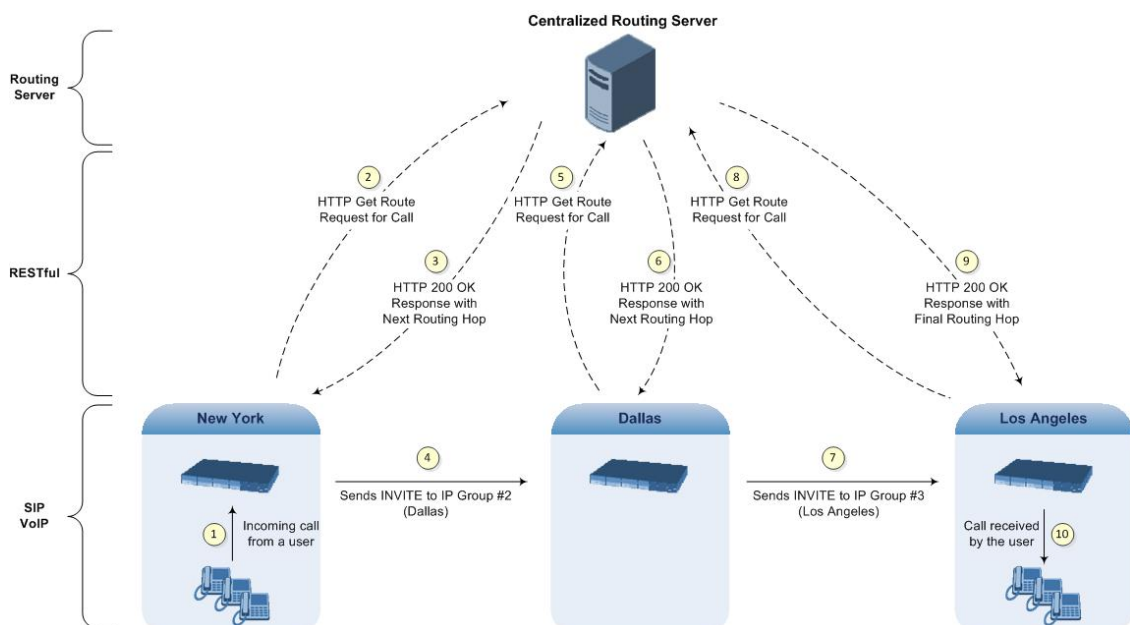 Centralized Routing Server
Routing
Server
2
HTTP Get Route
Request for Call
5
HTTP Get Route
Request for Call
8
HTTP Get Route
Request for Call
RESTful
3
HTTP 200 OK
Response with
Next Routing Hop
6
HTTP 200 OK
Response with
Next Routing Hop
9
HTTP 200 OK
Response with
Final Routing Hop
New York
Dallas
Los Angeles
SIP
VoIP
4
Sends INVITE to IP Group #2
(Dallas)
7
Sends INVITE to IP Group #3
(Los Angeles)
1
Incoming call
from a user
Call received
by the user
10